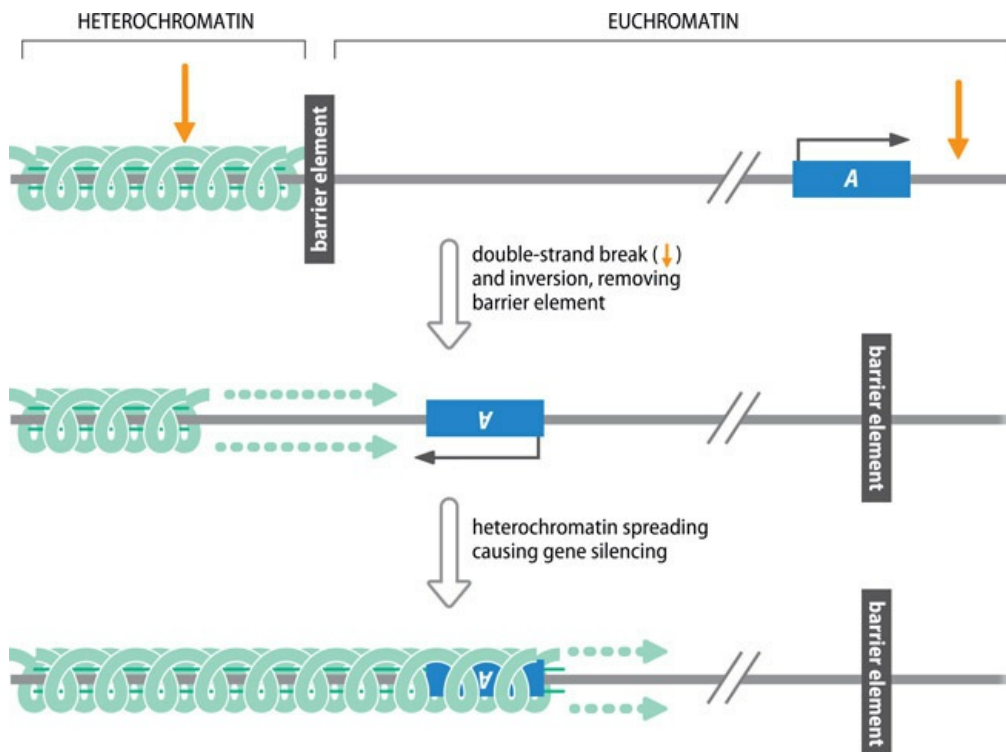 HETEROCHROMATIN
EUCHROMATIN
barrier element
A
double-strand break (↓)
and inversion, removing
barrier element
A
barrier element
heterochromatin spreading
causing gene silencing
A
barrier element